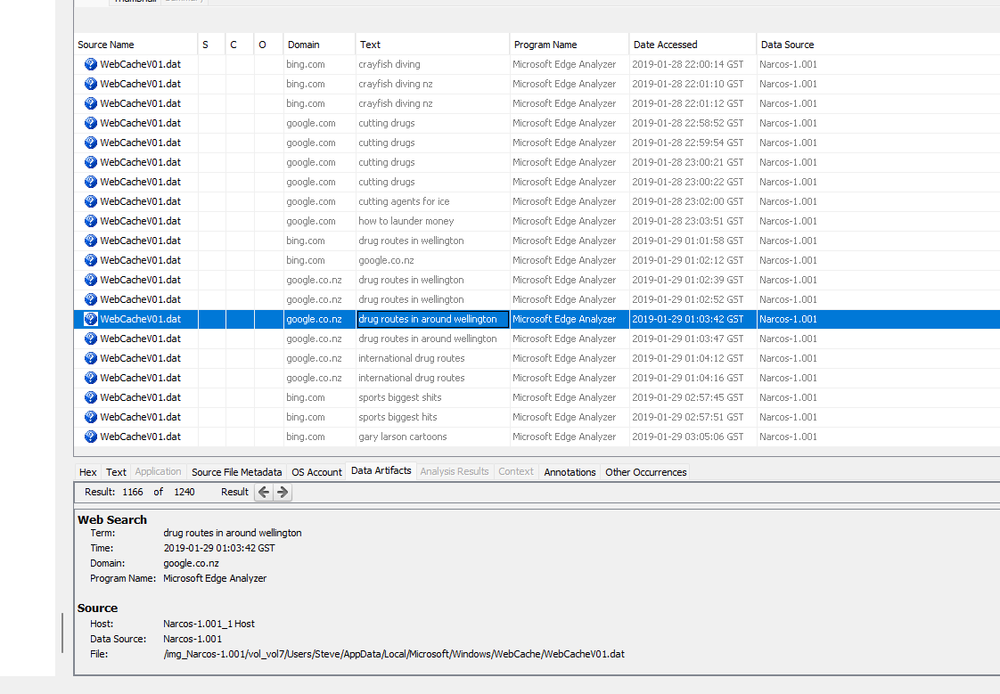 Thumbnail Summary
Source Name S C O Domain Text Program Name Date Accessed Data Source
WebCacheV01.dat bing.com crayfish diving Microsoft Edge Analyzer 2019-01-28 22:00:14 GST Narcos-1.001
WebCacheV01.dat bing.com crayfish diving nz Microsoft Edge Analyzer 2019-01-28 22:01:10 GST Narcos-1.001
WebCacheV01.dat bing.com crayfish diving nz Microsoft Edge Analyzer 2019-01-28 22:01:12 GST Narcos-1.001
WebCacheV01.dat google.com cutting drugs Microsoft Edge Analyzer 2019-01-28 22:58:52 GST Narcos-1.001
WebCacheV01.dat google.com cutting drugs Microsoft Edge Analyzer 2019-01-28 22:59:54 GST Narcos-1.001
WebCacheV01.dat google.com cutting drugs Microsoft Edge Analyzer 2019-01-28 23:00:21 GST Narcos-1.001
WebCacheV01.dat google.com cutting drugs Microsoft Edge Analyzer 2019-01-28 23:00:22 GST Narcos-1.001
WebCacheV01.dat google.com cutting agents for ice Microsoft Edge Analyzer 2019-01-28 23:02:00 GST Narcos-1.001
WebCacheV01.dat google.com how to launder money Microsoft Edge Analyzer 2019-01-28 23:03:51 GST Narcos-1.001
WebCacheV01.dat bing.com drug routes in wellington Microsoft Edge Analyzer 2019-01-29 01:01:58 GST Narcos-1.001
WebCacheV01.dat bing.com google.co.nz Microsoft Edge Analyzer 2019-01-29 01:02:12 GST Narcos-1.001
WebCacheV01.dat google.co.nz drug routes in wellington Microsoft Edge Analyzer 2019-01-29 01:02:39 GST Narcos-1.001
WebCacheV01.dat google.co.nz drug routes in wellington Microsoft Edge Analyzer 2019-01-29 01:02:52 GST Narcos-1.001
WebCacheV01.dat google.co.nz drug routes in around wellington Microsoft Edge Analyzer 2019-01-29 01:03:42 GST Narcos-1.001
WebCacheV01.dat google.co.nz drug routes in around wellington Microsoft Edge Analyzer 2019-01-29 01:03:47 GST Narcos-1.001
WebCacheV01.dat google.co.nz international drug routes Microsoft Edge Analyzer 2019-01-29 01:04:12 GST Narcos-1.001
WebCacheV01.dat google.co.nz international drug routes Microsoft Edge Analyzer 2019-01-29 01:04:16 GST Narcos-1.001
WebCacheV01.dat bing.com sports biggest shits Microsoft Edge Analyzer 2019-01-29 02:57:45 GST Narcos-1.001
WebCacheV01.dat bing.com sports biggest hits Microsoft Edge Analyzer 2019-01-29 02:57:51 GST Narcos-1.001
WebCacheV01.dat bing.com gary larson cartoons Microsoft Edge Analyzer 2019-01-29 03:05:06 GST Narcos-1.001
Hex Text Application Source File Metadata OS Account Data Artifacts Analysis Results Context Annotations Other Occurrences
Result: 1166 of 1240 Result
Web Search
Term: drug routes in around wellington
Time: 2019-01-29 01:03:42 GST
Domain: google.co.nz
Program Name: Microsoft Edge Analyzer
Source
Host: Narcos-1.001_1 Host
Data Source: Narcos-1.001
File: /img_Narcos-1.001/vol_vol7/Users/Steve/AppData/Local/Microsoft/Windows/WebCache/WebCacheV01.dat